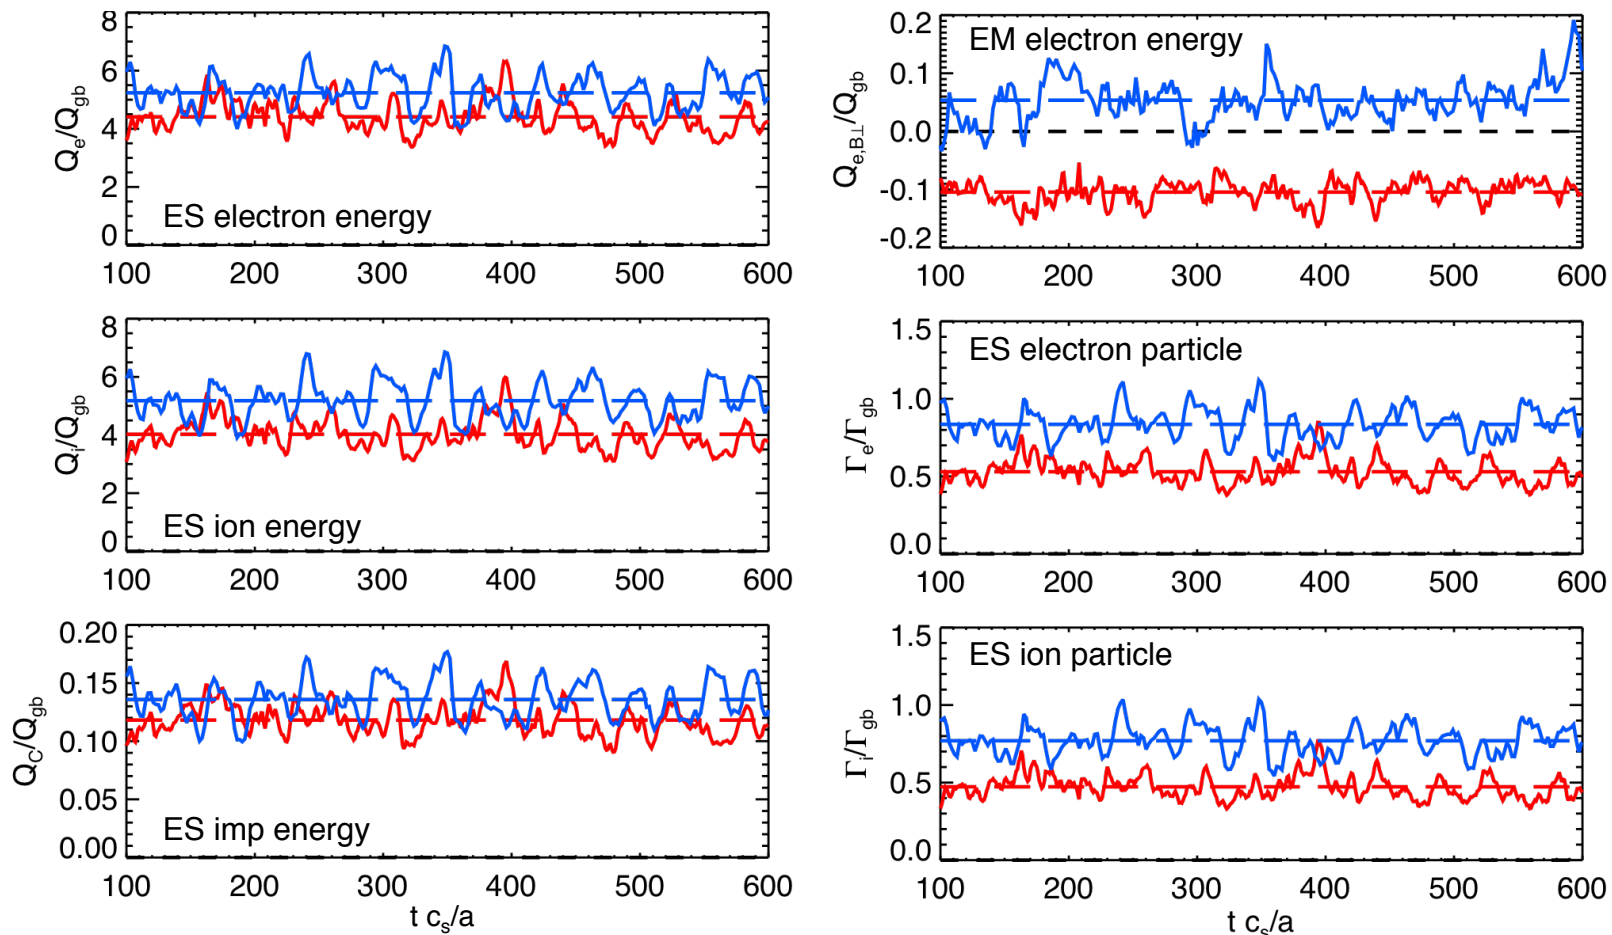 8
6
4
2
0
Q_e/Q_gb
ES electron energy
100 200 300 400 500 600
0.2
0.1
0.0
-0.1
-0.2
Q_e,B⊥/Q_gb
EM electron energy
100 200 300 400 500 600
8
6
4
2
0
Q_i/Q_gb
ES ion energy
100 200 300 400 500 600
1.5
1.0
0.5
0.0
Γ_e/Γ_gb
ES electron particle
100 200 300 400 500 600
0.20
0.15
0.10
0.05
0.00
Q_C/Q_gb
ES imp energy
100 200 300 400 500 600
t c_s/a
1.5
1.0
0.5
0.0
Γ_i/Γ_gb
ES ion particle
100 200 300 400 500 600
t c_s/a